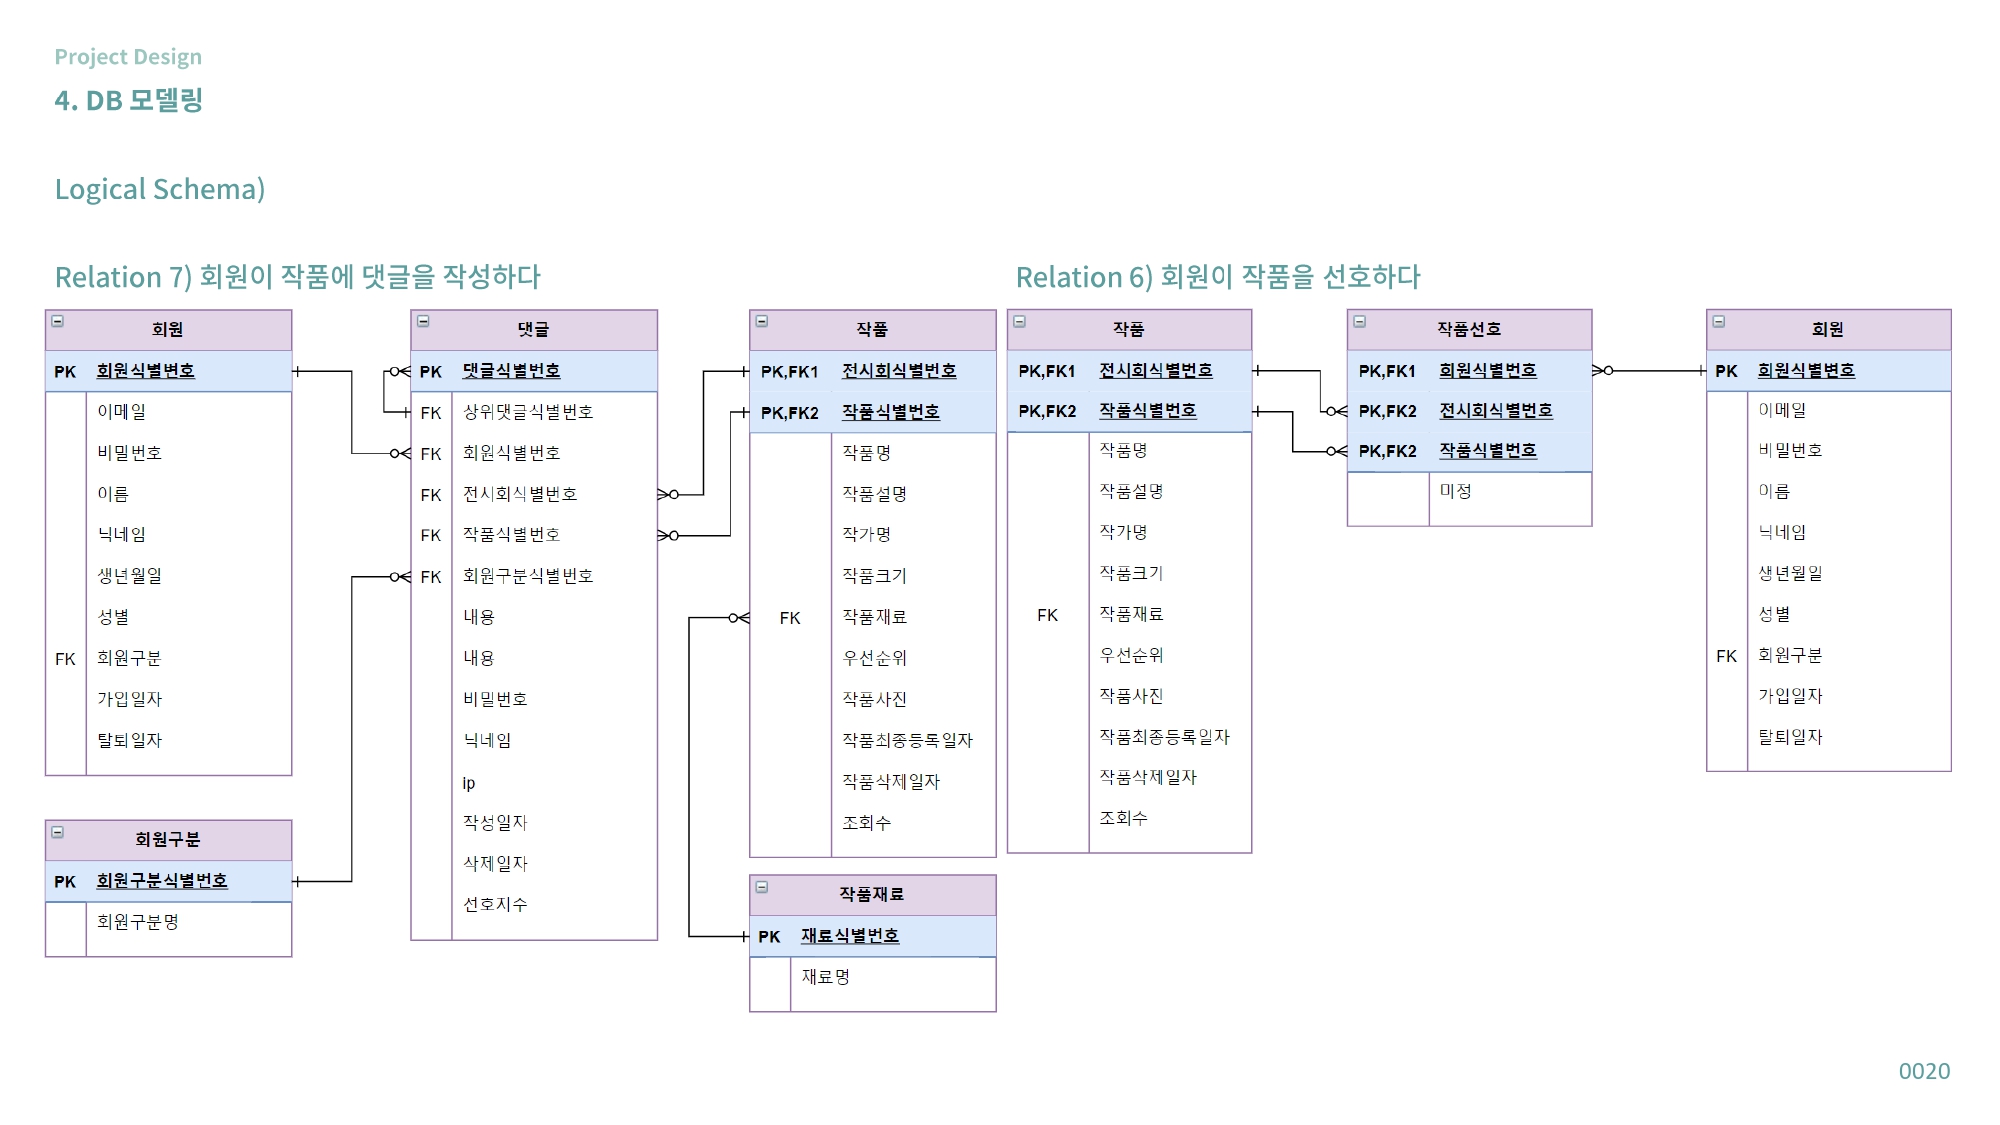 Project Design
4. DB 모델링
Logical Schema)
Relation 7) 회원이 작품에 댓글을 작성하다
회원
PK 회원식별번호
이메일
비밀번호
이름
닉네임
생년월일
성별
FK 회원구분
가입일자
탈퇴일자
회원구분
PK 회원구분식별번호
회원구분명
댓글
PK 댓글식별번호
FK 상위댓글식별번호
FK 회원식별번호
FK 전시회식별번호
FK 작품식별번호
FK 회원구분식별번호
내용
내용
비밀번호
닉네임
ip
작성일자
삭제일자
선호지수
작품
PK,FK1 전시회식별번호
PK,FK2 작품식별번호
작품명
작품설명
작가명
작품크기
FK 작품재료
우선순위
작품사진
작품최종등록일자
작품삭제일자
조회수
작품재료
PK 재료식별번호
재료명
Relation 6) 회원이 작품을 선호하다
작품
PK,FK1 전시회식별번호
PK,FK2 작품식별번호
작품명
작품설명
작가명
작품크기
FK 작품재료
우선순위
작품사진
작품최종등록일자
작품삭제일자
조회수
작품선호
PK,FK1 회원식별번호
PK,FK2 전시회식별번호
PK,FK2 작품식별번호
미정
회원
PK 회원식별변호
이메일
비밀번호
이름
닉네임
생년월일
성별
FK 회원구분
가입일자
탈퇴일자
0020